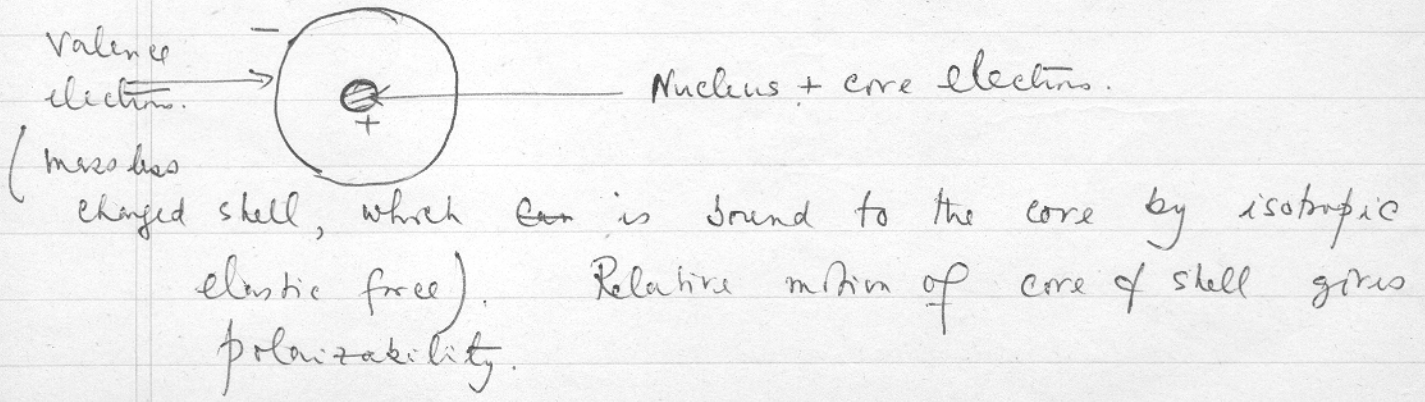 Valence
electrons.
−
+
Nucleus + core electrons.
(massless
charged shell, which is bound to the core by isotropic
elastic force). Relative motion of core & shell gives
polarizability.